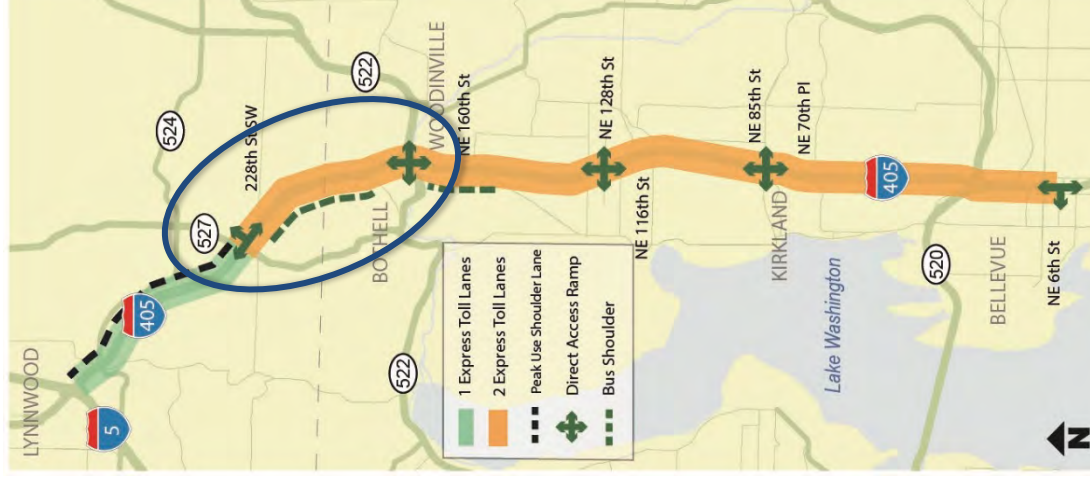 LYNNWOOD
5
405
524
527
228th St SW
522
WOODINVILLE
NE 160th St
BOTHELL
522
1 Express Toll Lanes
2 Express Toll Lanes
Peak Use Shoulder Lane
Direct Access Ramp
Bus Shoulder
NE 128th St
NE 116th St
NE 85th St
NE 70th Pl
KIRKLAND
Lake Washington
405
520
BELLEVUE
NE 6th St
N